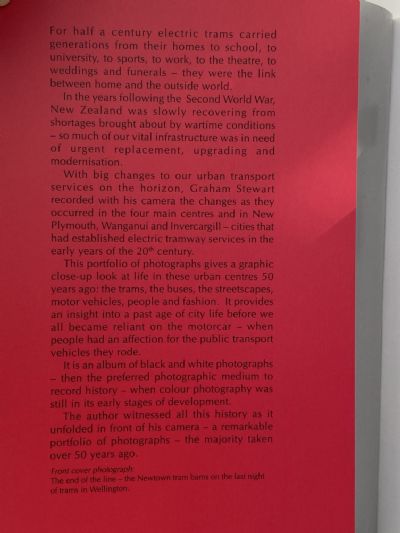 For half a century electric trams carried
generations from their homes to school, to
university, to sports, to work, to the theatre, to
weddings and funerals – they were the link
between home and the outside world.
In the years following the Second World War,
New Zealand was slowly recovering from
shortages brought about by wartime conditions
– so much of our vital infrastructure was in need
of urgent replacement, upgrading and
modernisation.
With big changes to our urban transport
services on the horizon, Graham Stewart
recorded with his camera the changes as they
occurred in the four main centres and in New
Plymouth, Wanganui and Invercargill – cities that
had established electric tramway services in the
early years of the 20th century.
This portfolio of photographs gives a graphic
close-up look at life in these urban centres 50
years ago: the trams, the buses, the streetscapes,
motor vehicles, people and fashion. It provides
an insight into a past age of city life before we
all became reliant on the motorcar – when
people had an affection for the public transport
vehicles they rode.
It is an album of black and white photographs
– then the preferred photographic medium to
record history – when colour photography was
still in its early stages of development.
The author witnessed all this history as it
unfolded in front of his camera – a remarkable
portfolio of photographs – the majority taken
over 50 years ago.
Front cover photograph:
The end of the line – the Newtown tram barns on the last night
of trams in Wellington.